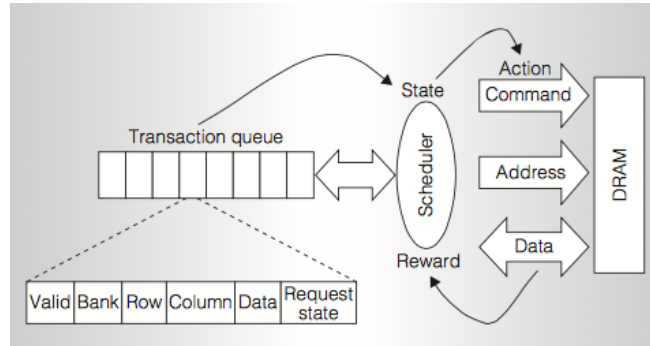 Action
State
Command
Transaction queue
Scheduler
Address
DRAM
Data
Reward
Valid Bank Row Column Data Request
state